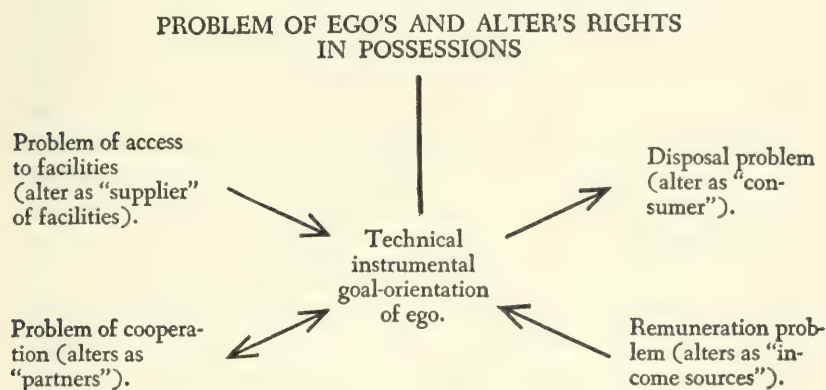 PROBLEM OF EGO'S AND ALTER'S RIGHTS
IN POSSESSIONS
Problem of access
to facilities
(alter as “supplier”
of facilities).
Disposal problem
(alter as “con-
sumer”).
Technical
instrumental
goal-orientation
of ego.
Problem of coopera-
tion (alters as
“partners”).
Remuneration prob-
lem (alters as “in-
come sources”).